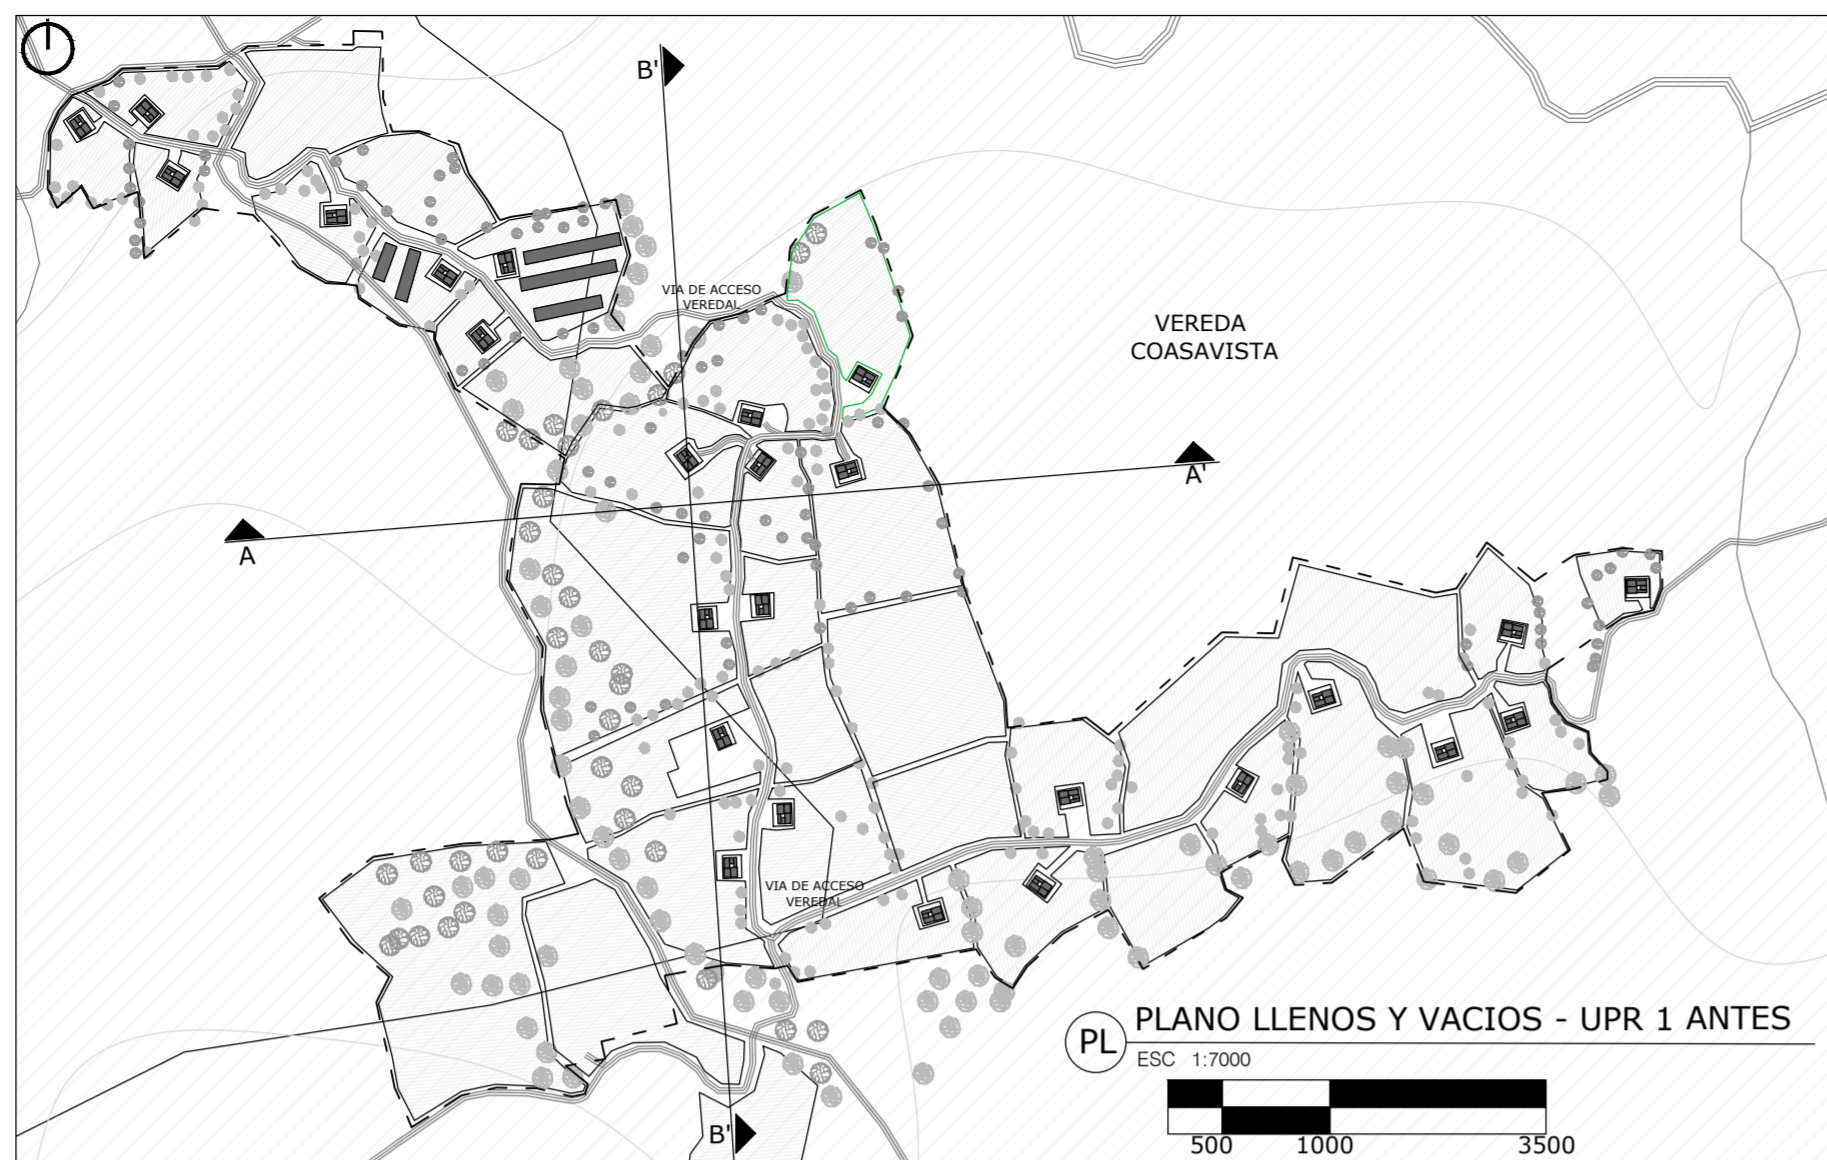 B'
VIA DE ACCESO
VEREDAL
VEREDA
COASAVISTA
A'
A
VIA DE ACCESO
VEREDAL
PL
PLANO LLENOS Y VACIOS - UPR 1 ANTES
ESC 1:7000
B'
500 1000 3500